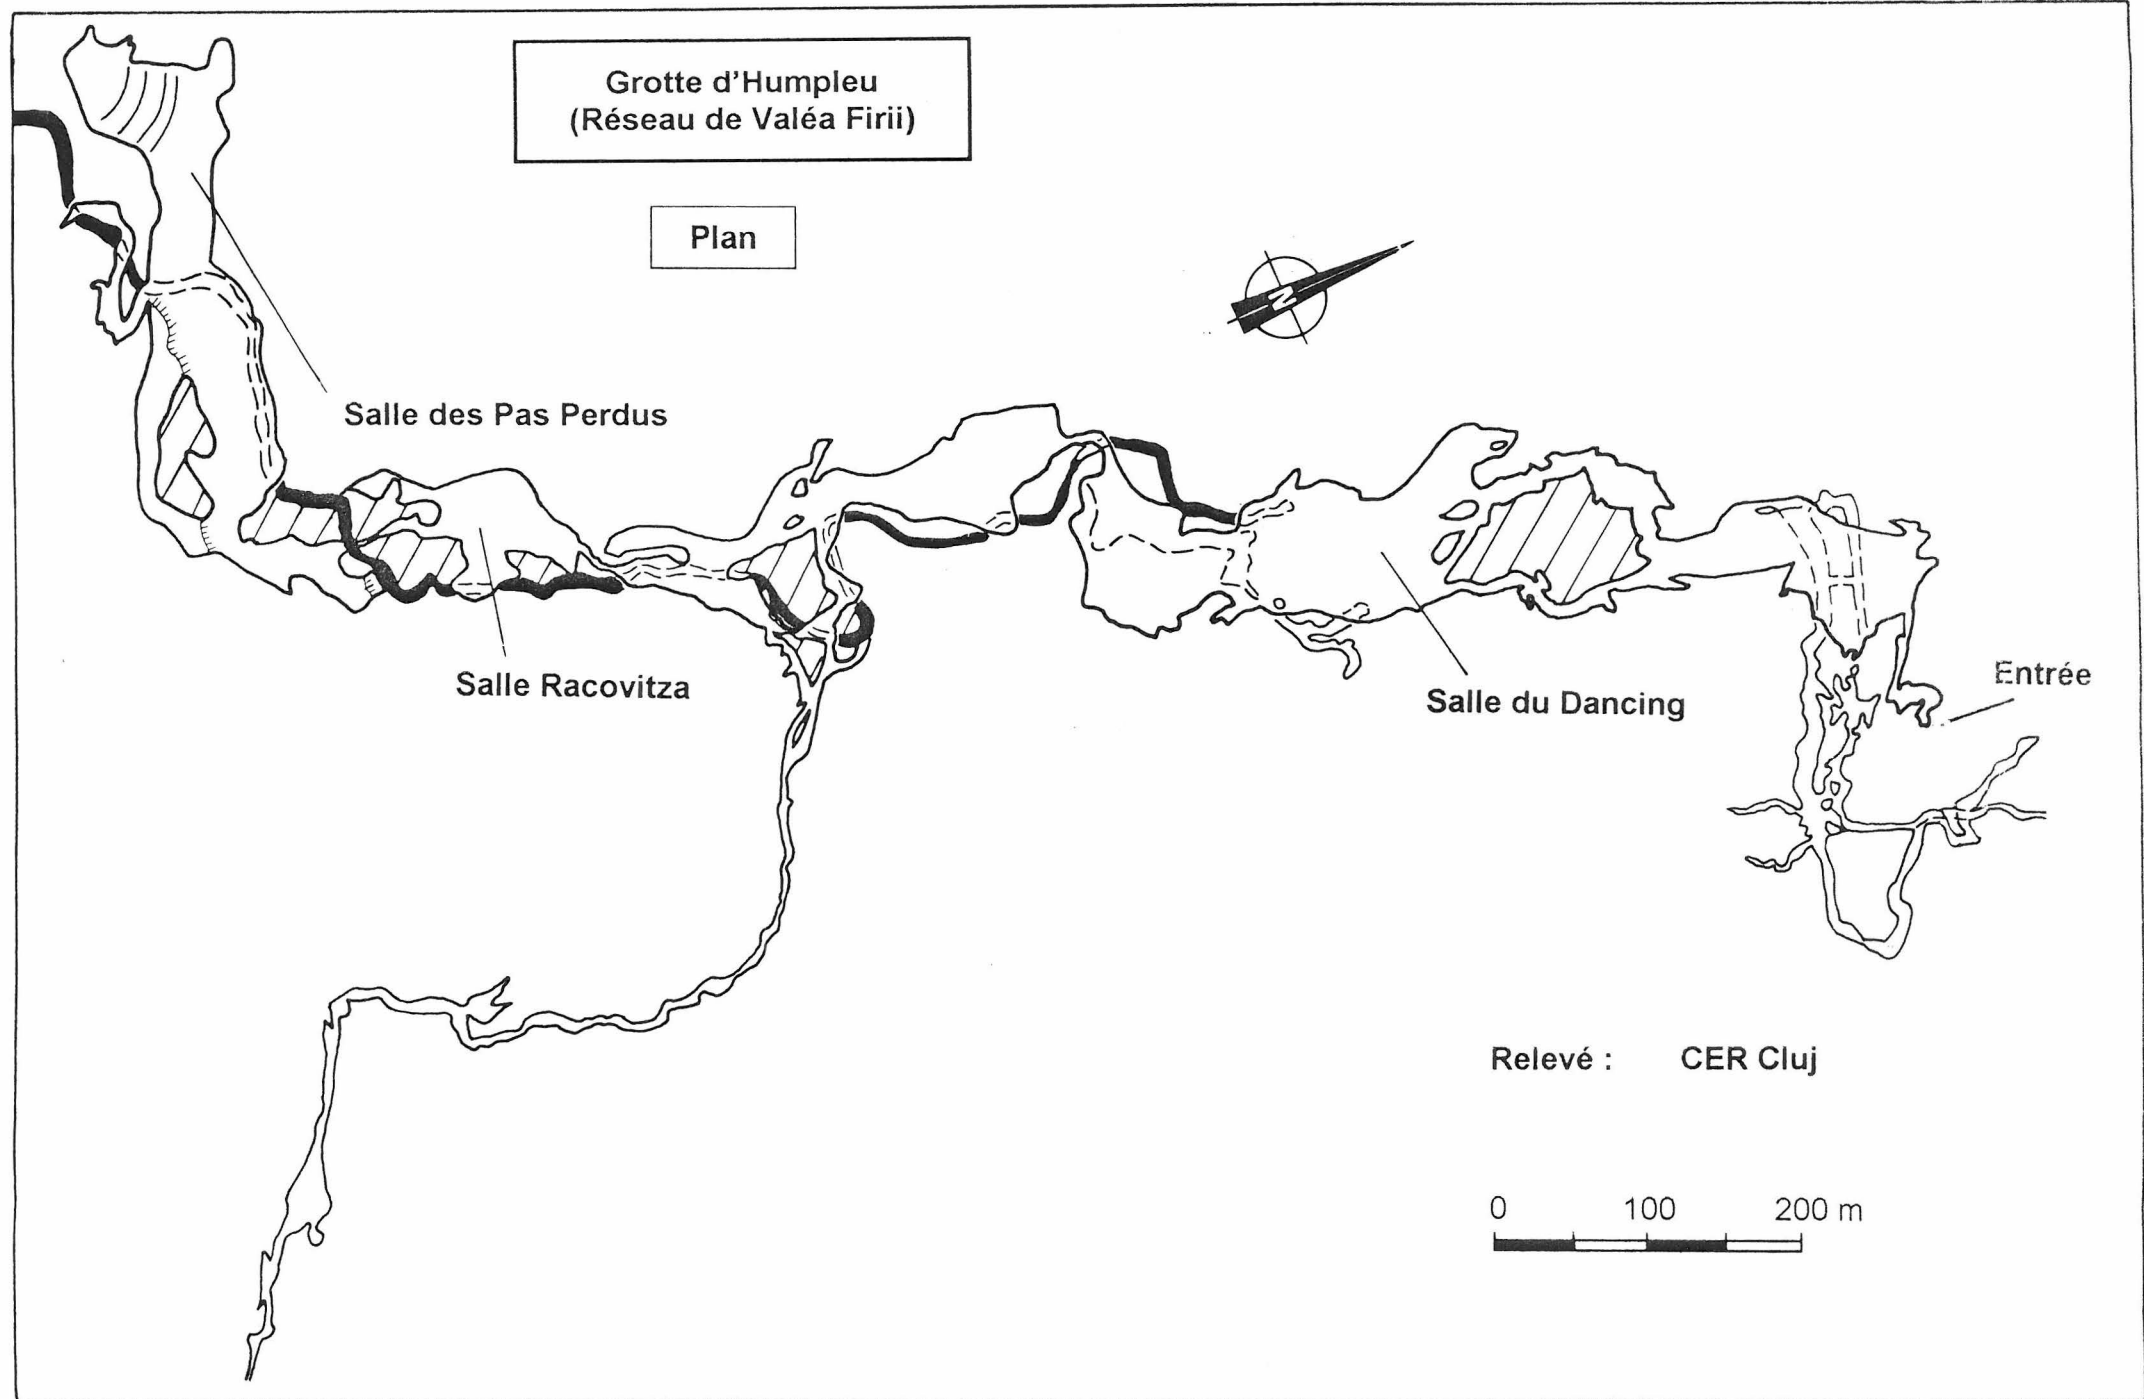 Grotte d'Humpleu
(Réseau de Valéa Firii)
Plan
N
Salle des Pas Perdus
Salle Racovitza
Salle du Dancing
Entrée
Relevé : CER Cluj
0 100 200 m